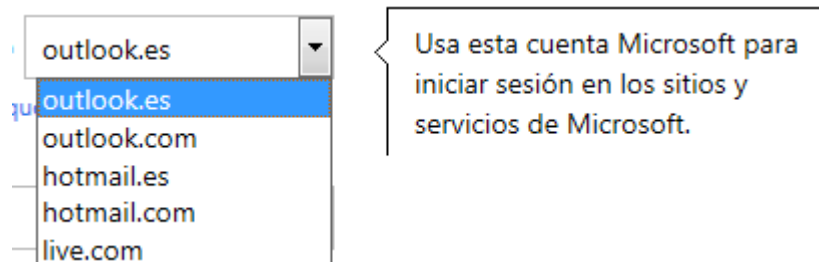 outlook.es
Usa esta cuenta Microsoft para
iniciar sesión en los sitios y
servicios de Microsoft.
outlook.es
outlook.com
hotmail.es
hotmail.com
live.com